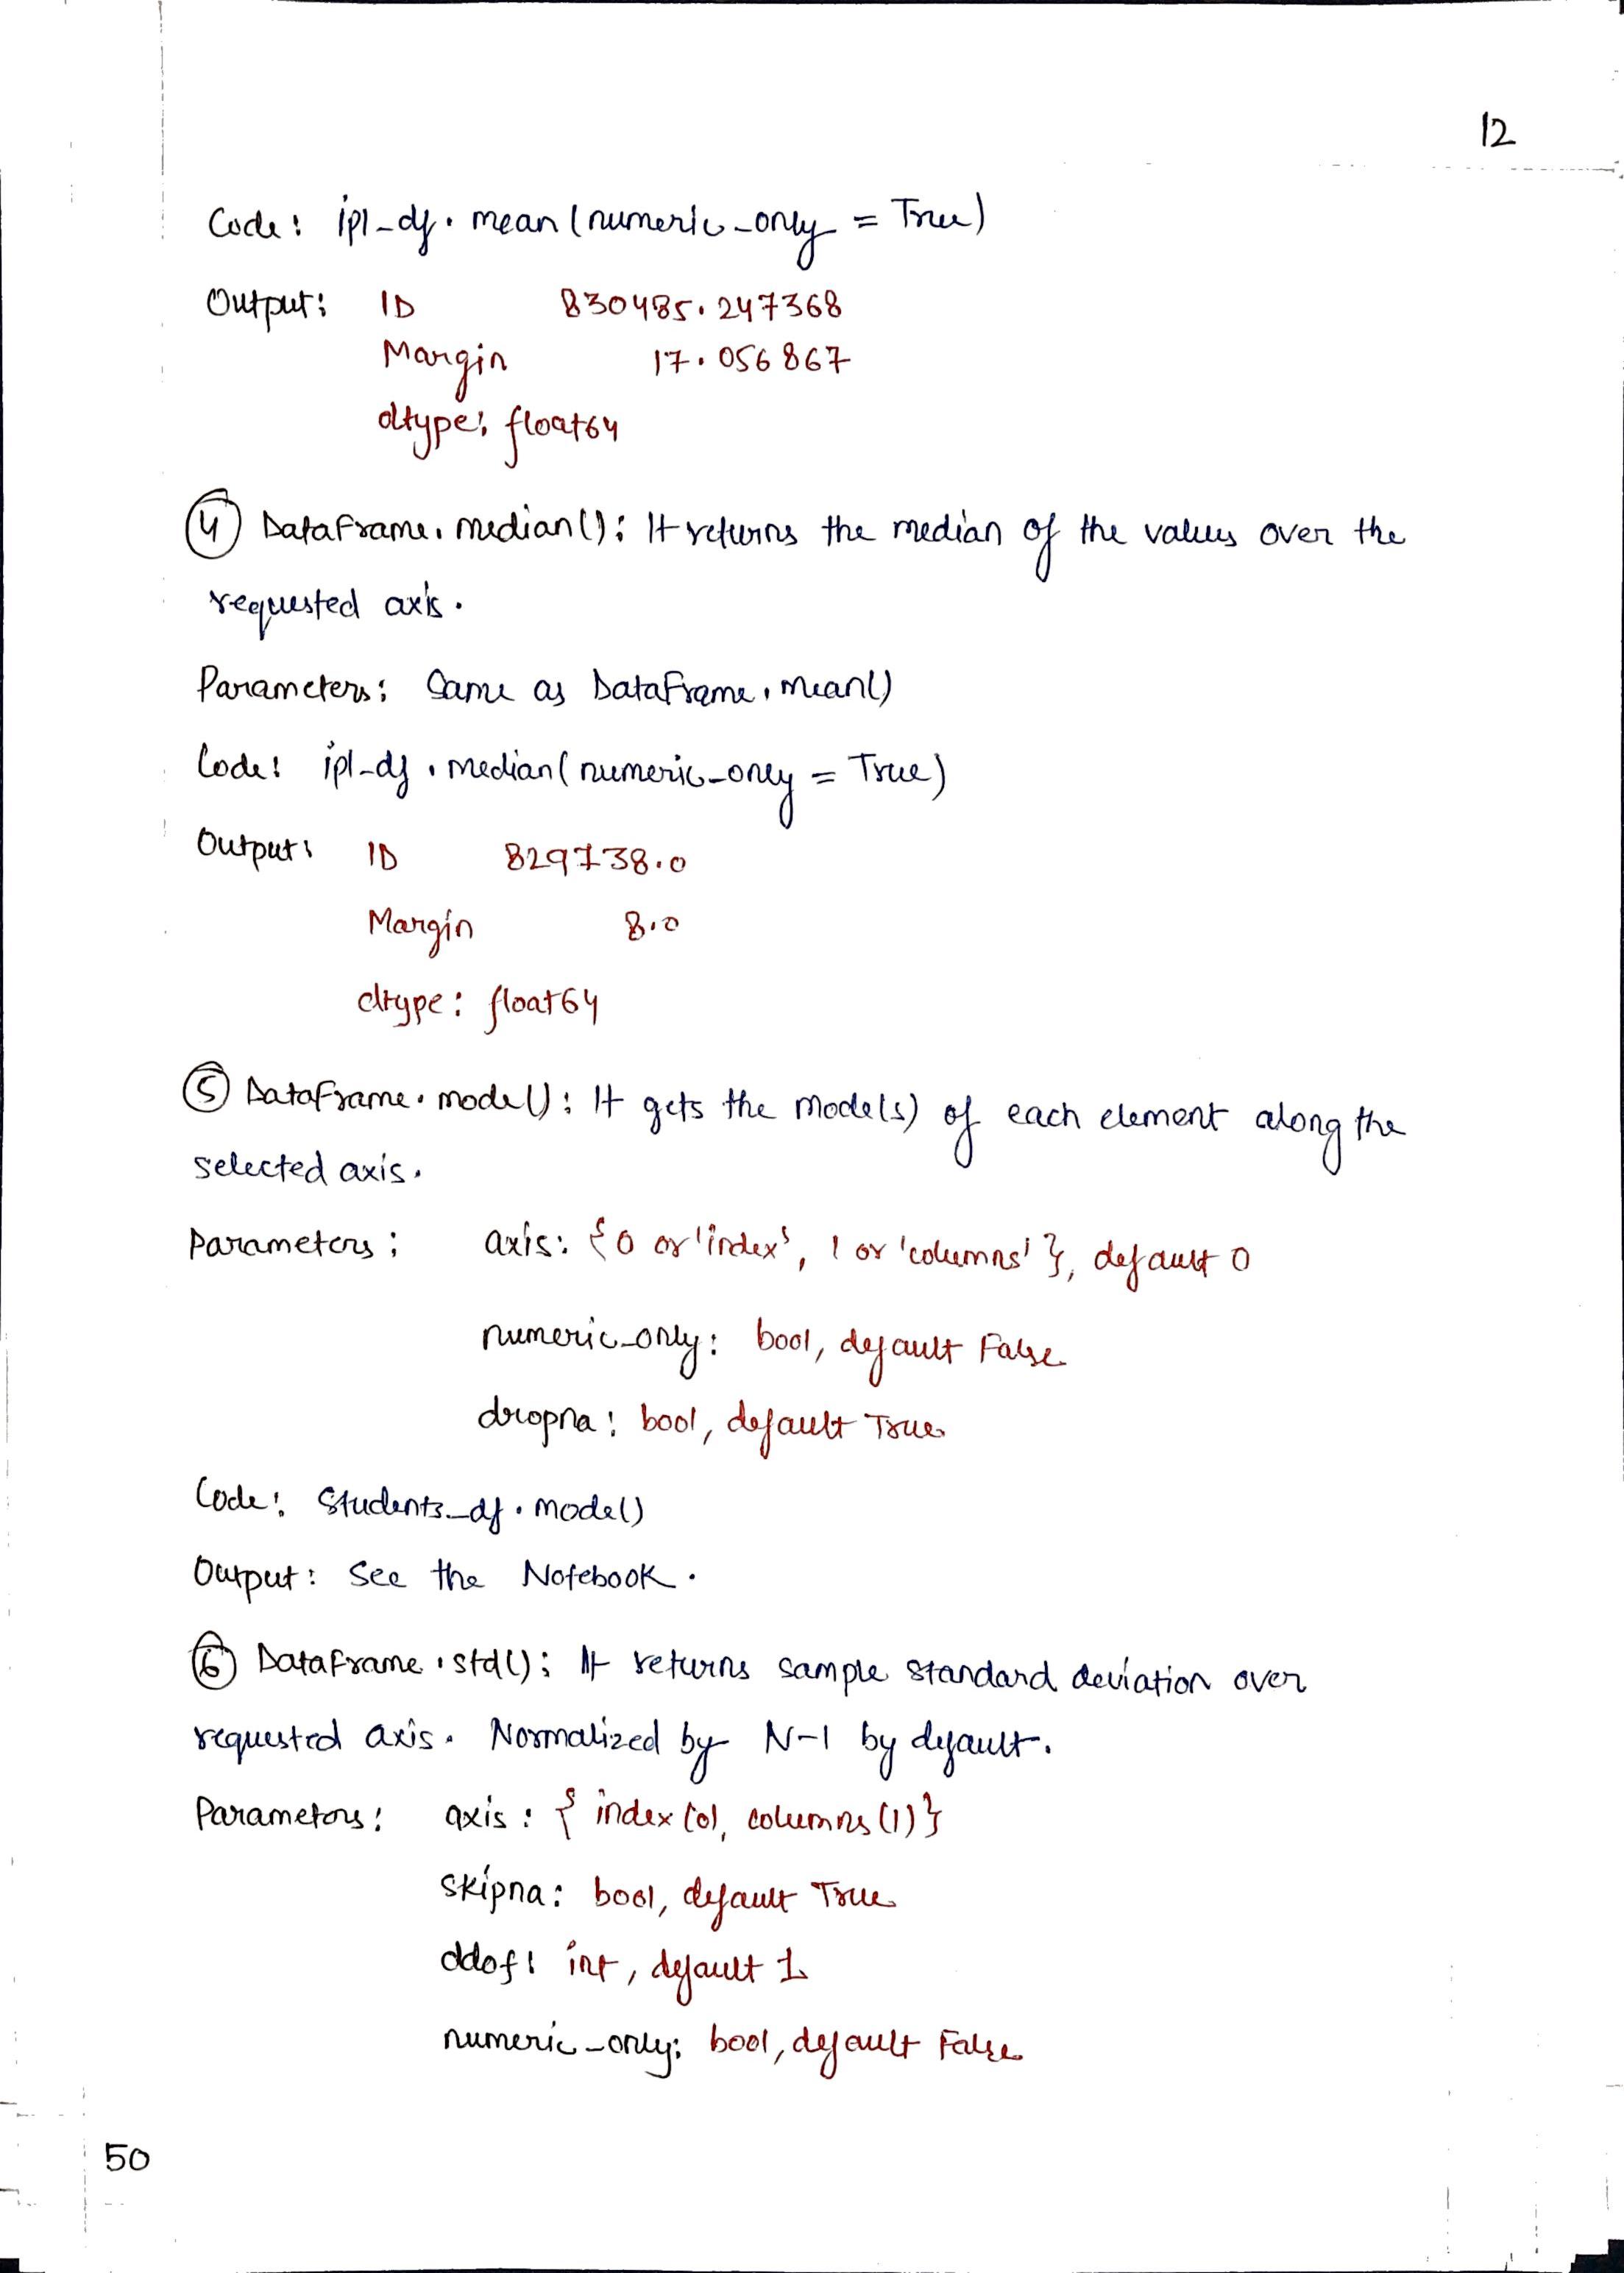 12
Code: ipl_df. mean (numeric_only = True)
Output: ID 830485.247368
Margin 17.056867
dtype: float64
4 DataFrame. median(): It returns the median of the values over the
requested axis.
Parameters: Same as DataFrame. mean()
Code: ipl_df. median( numeric_only = True)
Output: ID 829738.0
Margin 8.0
dtype: float64
5 DataFrame. mode(): It gets the mode(s) of each element along the
selected axis.
Parameters: axis: {0 or 'index', 1 or 'columns'}, default 0
numeric_only: bool, default False
dropna: bool, default True
Code: Students_df. mode()
Output: See the Notebook.
6 DataFrame. std(): It returns sample standard deviation over
requested axis. Normalized by N-1 by default.
Parameters: axis: { index (0), columns (1)}
skipna: bool, default True
ddof: int, default 1
numeric_only: bool, default False
50